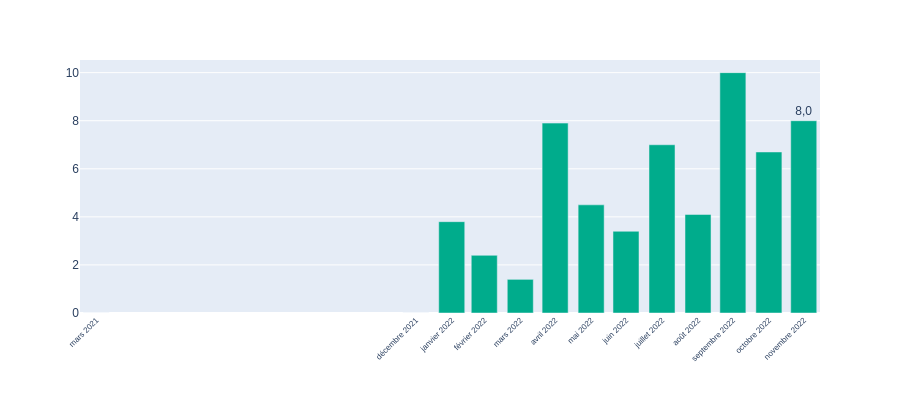 10
8
6
4
2
0
8,0
mars 2021
décembre 2021
janvier 2022
février 2022
mars 2022
avril 2022
mai 2022
juin 2022
juillet 2022
août 2022
septembre 2022
octobre 2022
novembre 2022